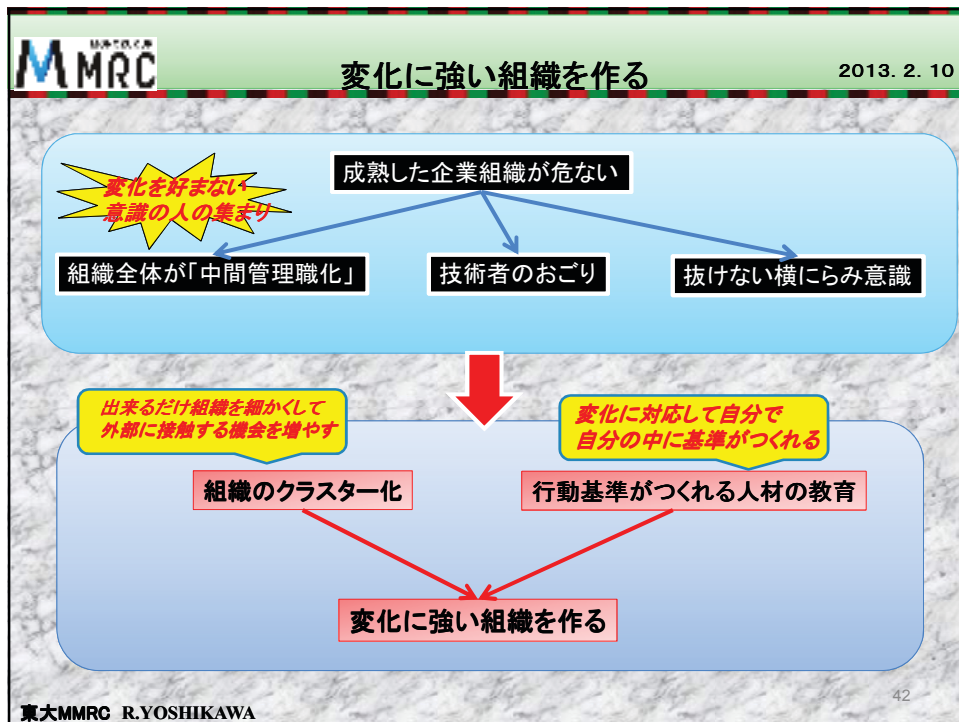 MMRC
変化に強い組織を作る
2013. 2. 10
変化を好まない
意識の人の集まり
成熟した企業組織が危ない
組織全体が「中間管理職化」
技術者のおごり
抜けない横にらみ意識
出来るだけ組織を細かくして
外部に接触する機会を増やす
変化に対応して自分で
自分の中に基準がつくれる
組織のクラスター化
行動基準がつくれる人材の教育
変化に強い組織を作る
42
東大MMRC R.YOSHIKAWA